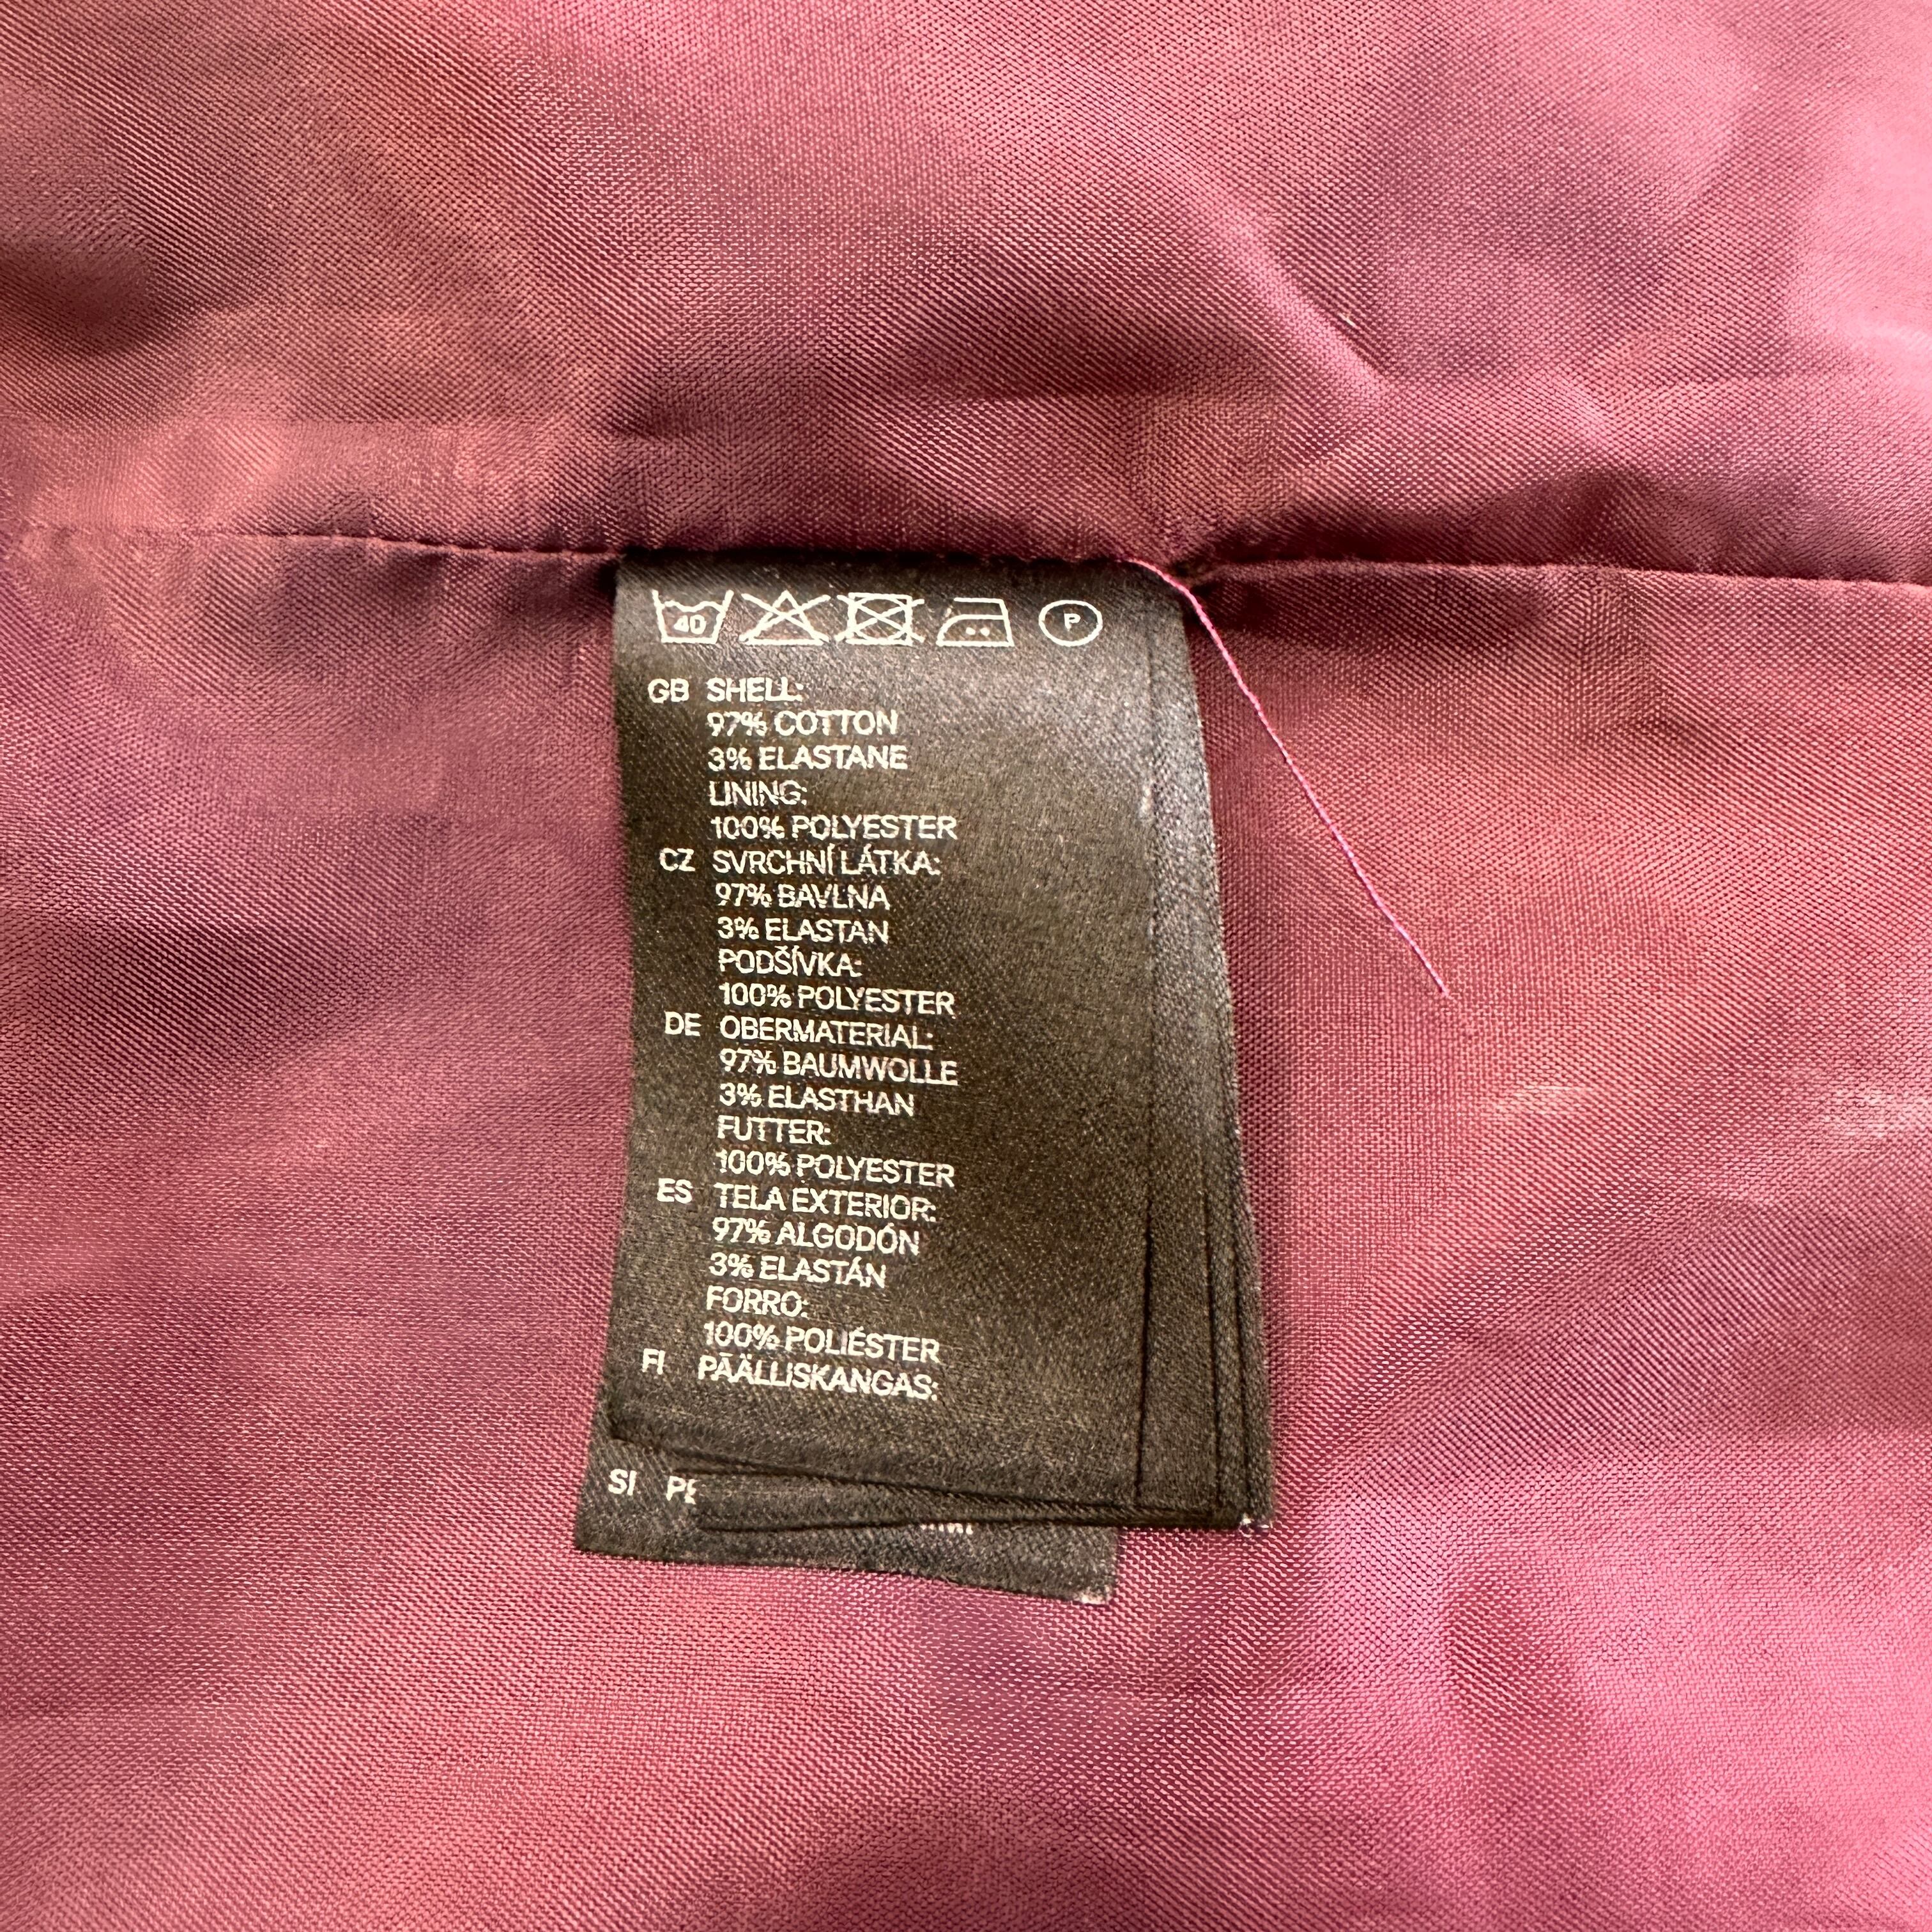 40 P
GB SHELL:
97% COTTON
3% ELASTANE
LINING:
100% POLYESTER
CZ SVRCHNÍ LÁTKA:
97% BAVLNA
3% ELASTAN
PODŠÍVKA:
100% POLYESTER
DE OBERMATERIAL:
97% BAUMWOLLE
3% ELASTHAN
FUTTER:
100% POLYESTER
ES TELA EXTERIOR:
97% ALGODÓN
3% ELASTÁN
FORRO:
100% POLIÉSTER
FI PÄÄLLISKANGAS:
SI